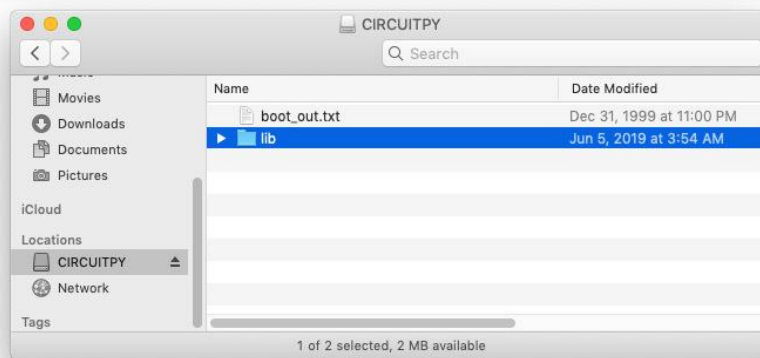 CIRCUITPY
Search
Movies
Downloads
Documents
Pictures
iCloud
Locations
CIRCUITPY
Network
Tags
Name Date Modified
boot_out.txt Dec 31, 1999 at 11:00 PM
lib Jun 5, 2019 at 3:54 AM
1 of 2 selected, 2 MB available